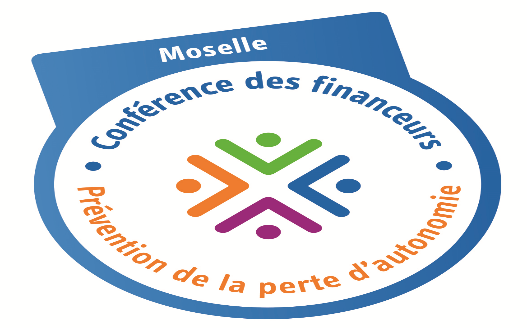 Moselle
Conférence des financeurs
Prévention de la perte d'autonomie